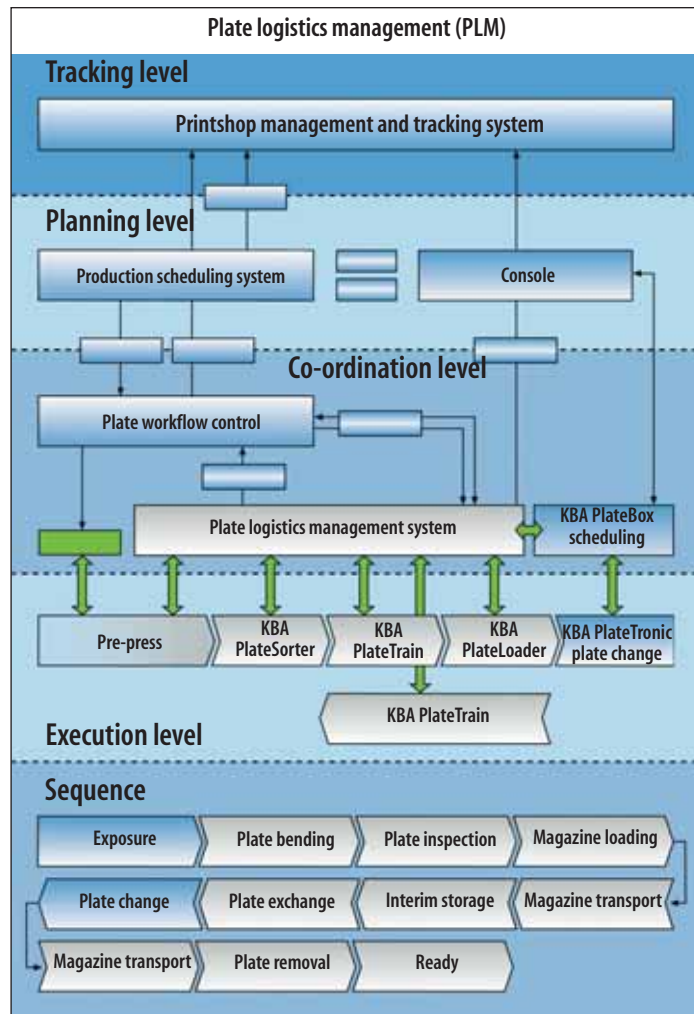 Plate logistics management (PLM)
Tracking level
Printshop management and tracking system
Planning level
Production scheduling system
Console
Co-ordination level
Plate workflow control
Plate logistics management system
KBA PlateBox
scheduling
Pre-press
KBA
PlateSorter
KBA
PlateTrain
KBA
PlateLoader
KBA PlateTronic
plate change
KBA PlateTrain
Execution level
Sequence
Exposure
Plate bending
Plate inspection
Magazine loading
Plate change
Plate exchange
Interim storage
Magazine transport
Magazine transport
Plate removal
Ready